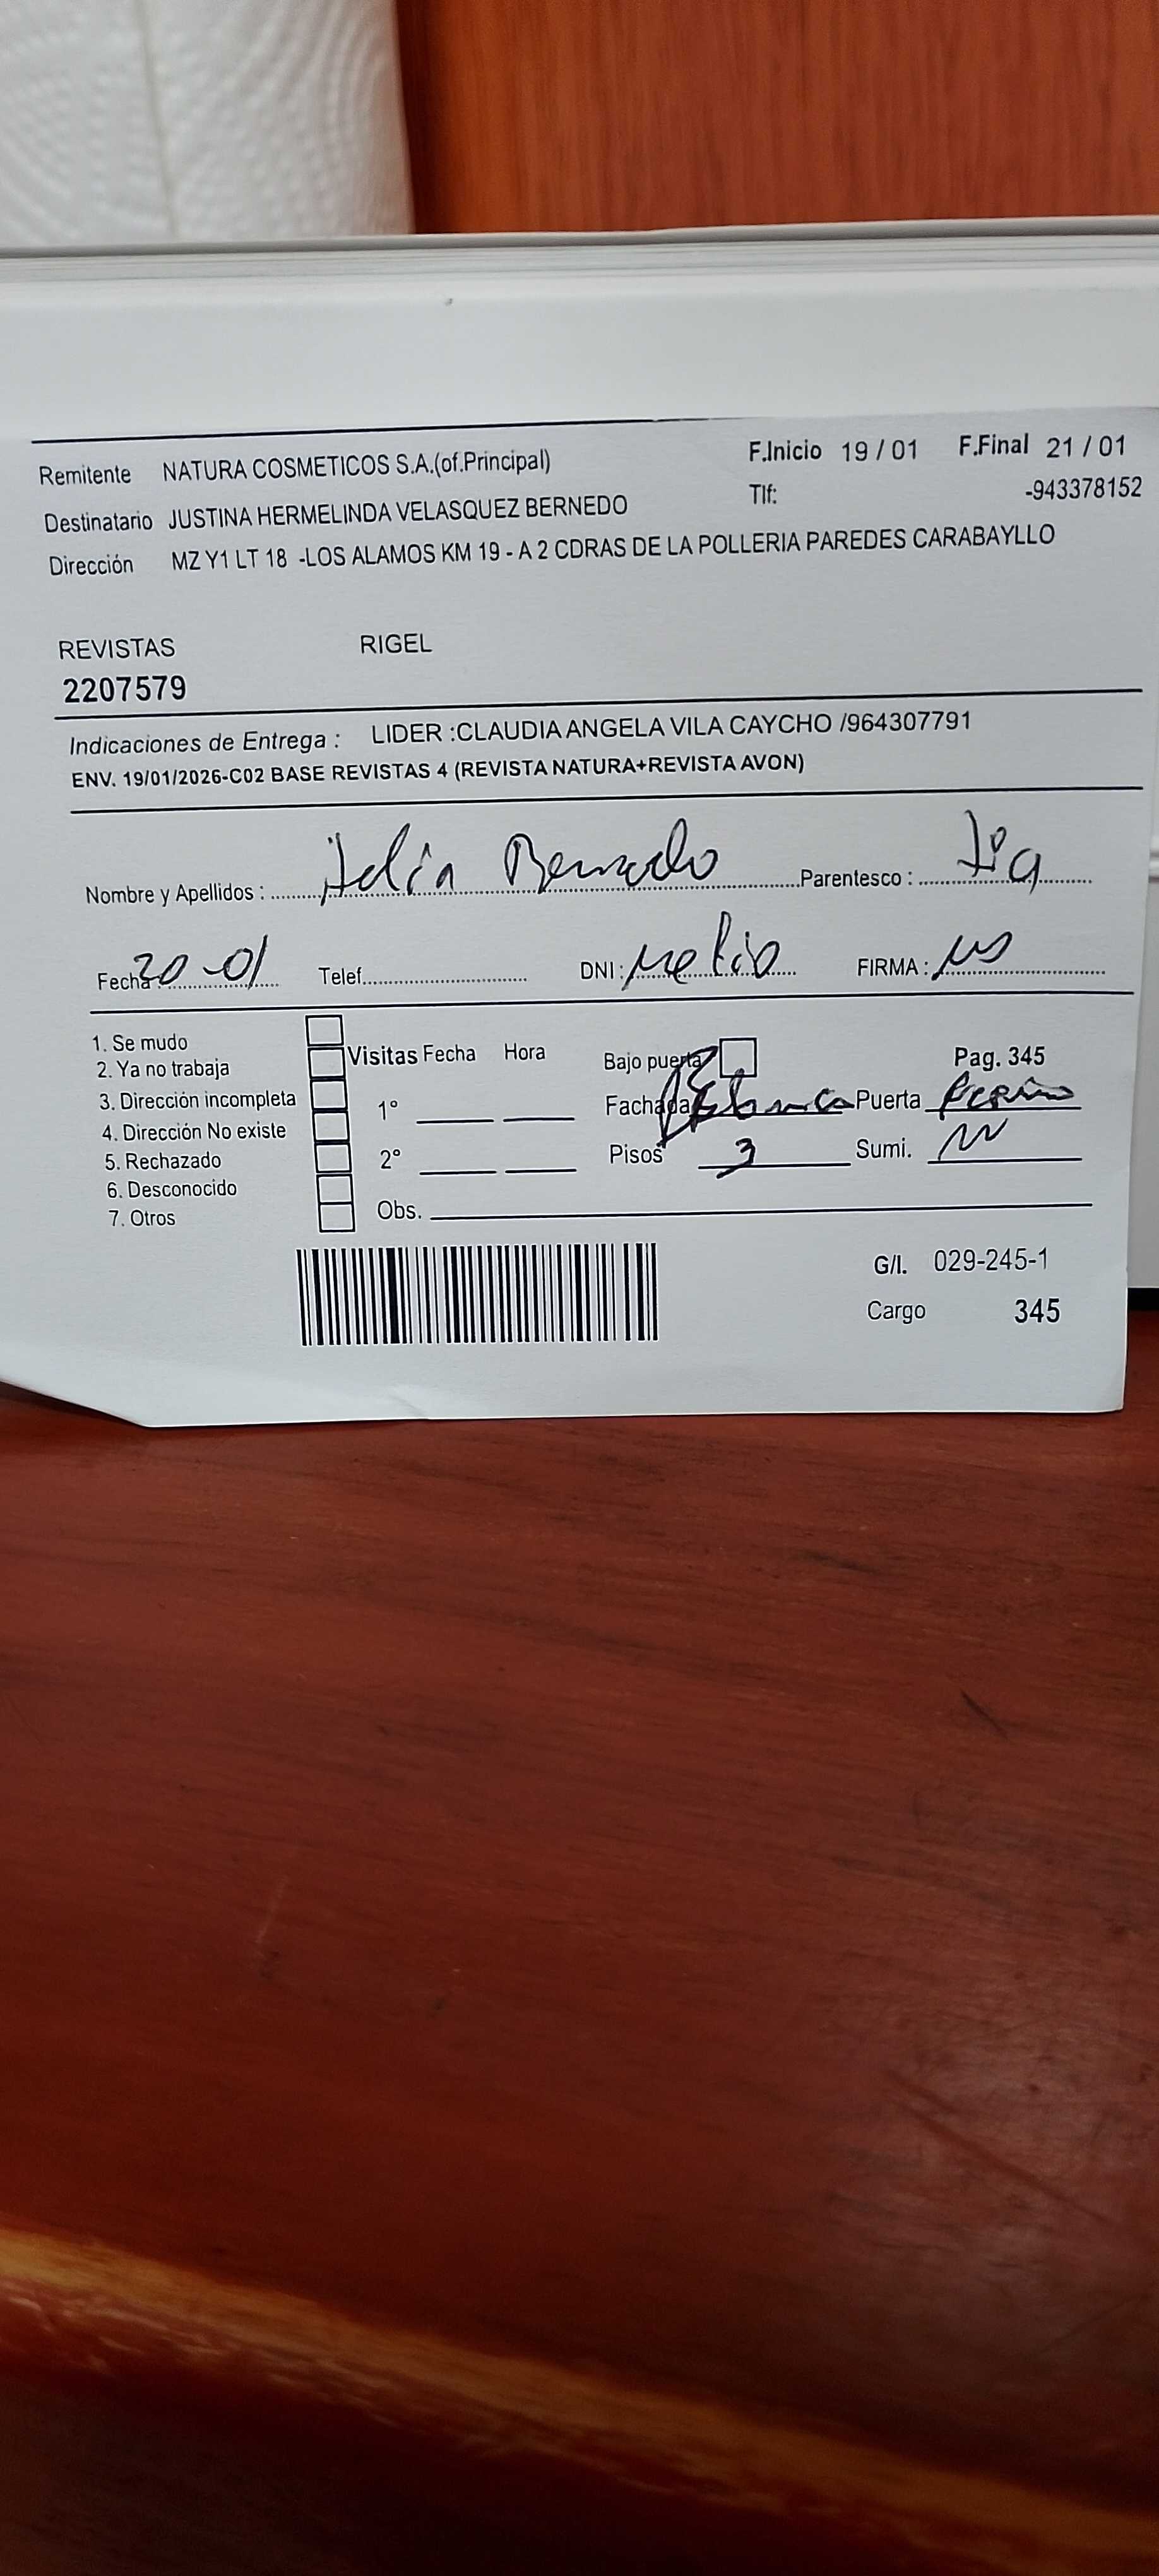 Remitente NATURA COSMETICOS S.A.(of.Principal) F.Inicio 19 / 01 F.Final 21 / 01
Destinatario JUSTINA HERMELINDA VELASQUEZ BERNEDO Tlf: -943378152
Dirección MZ Y1 LT 18 -LOS ALAMOS KM 19 - A 2 CDRAS DE LA POLLERIA PAREDES CARABAYLLO
REVISTAS RIGEL
2207579
Indicaciones de Entrega : LIDER :CLAUDIA ANGELA VILA CAYCHO /964307791
ENV. 19/01/2026-C02 BASE REVISTAS 4 (REVISTA NATURA+REVISTA AVON)
Nombre y Apellidos : Bernedo Parentesco : Tia
Fecha: 20-01 Telef. DNI: FIRMA:
1. Se mudo
2. Ya no trabaja Visitas Fecha Hora Bajo puerta Pag. 345
3. Dirección incompleta 1° Fachada blanca Puerta
4. Dirección No existe
5. Rechazado 2° Pisos 3 Sumi.
6. Desconocido
7. Otros Obs.
G/I. 029-245-1
Cargo 345